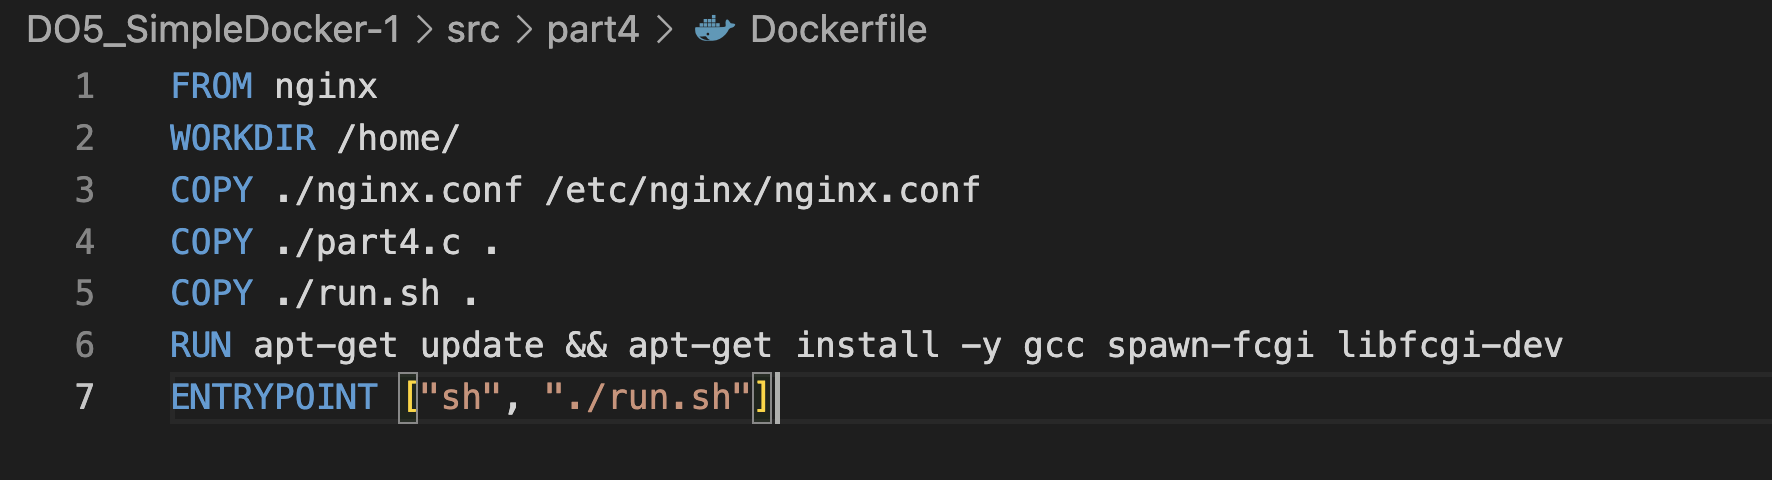 DO5_SimpleDocker-1 > src > part4 > Dockerfile
1 FROM nginx
2 WORKDIR /home/
3 COPY ./nginx.conf /etc/nginx/nginx.conf
4 COPY ./part4.c .
5 COPY ./run.sh .
6 RUN apt-get update && apt-get install -y gcc spawn-fcgi libfcgi-dev
7 ENTRYPOINT ["sh", "./run.sh"]